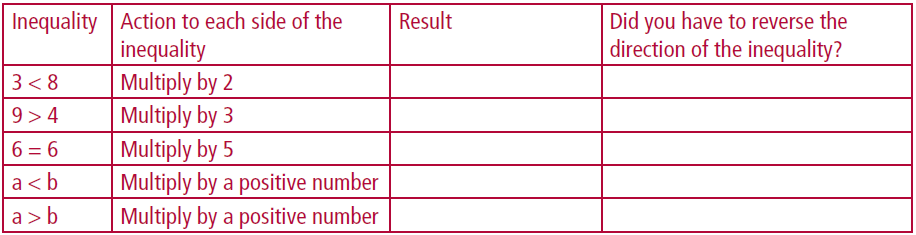 Inequality Action to each side of the Result Did you have to reverse the
inequality direction of the inequality?
3 < 8 Multiply by 2
9 > 4 Multiply by 3
6 = 6 Multiply by 5
a < b Multiply by a positive number
a > b Multiply by a positive number